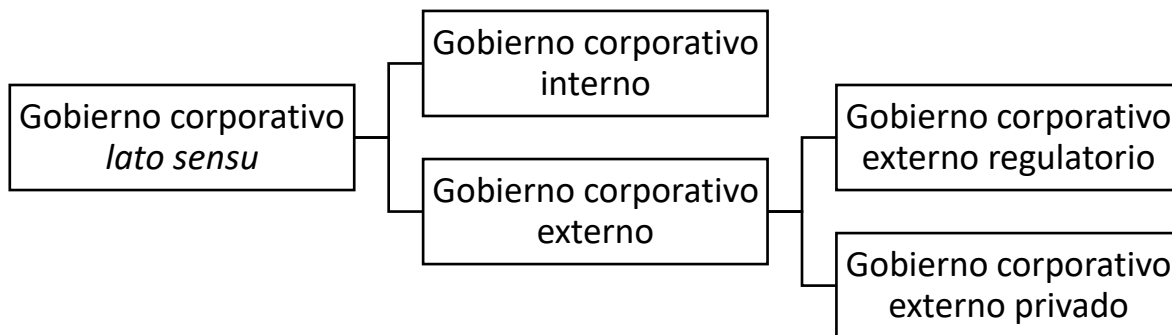 Gobierno corporativo
lato sensu
Gobierno corporativo
interno
Gobierno corporativo
externo
Gobierno corporativo
externo regulatorio
Gobierno corporativo
externo privado